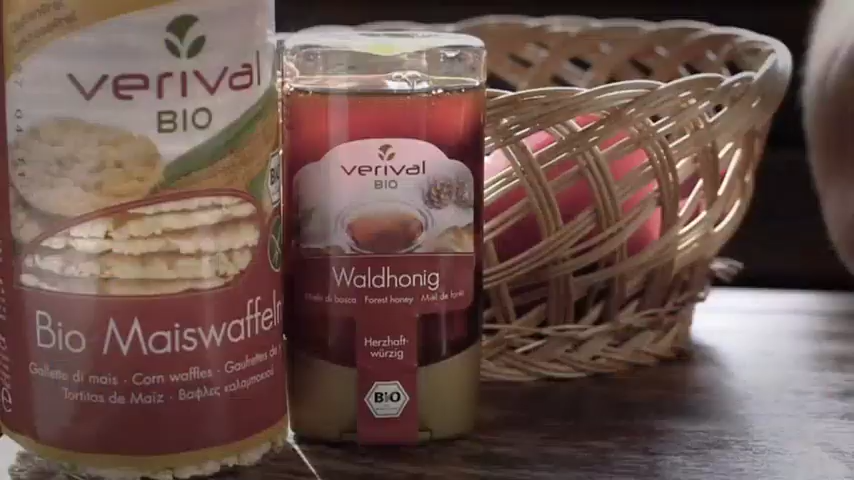 verival
BIO
Bio Maiswaffeln
Gallette di mais · Corn waffles · Gaufrettes de
Tortitas de Maíz · Βάφλες καλαμποκιού
verival
BIO
Waldhonig
Miele di bosco Forest honey Miel de forêt
Herzhaft-
würzig
BIO